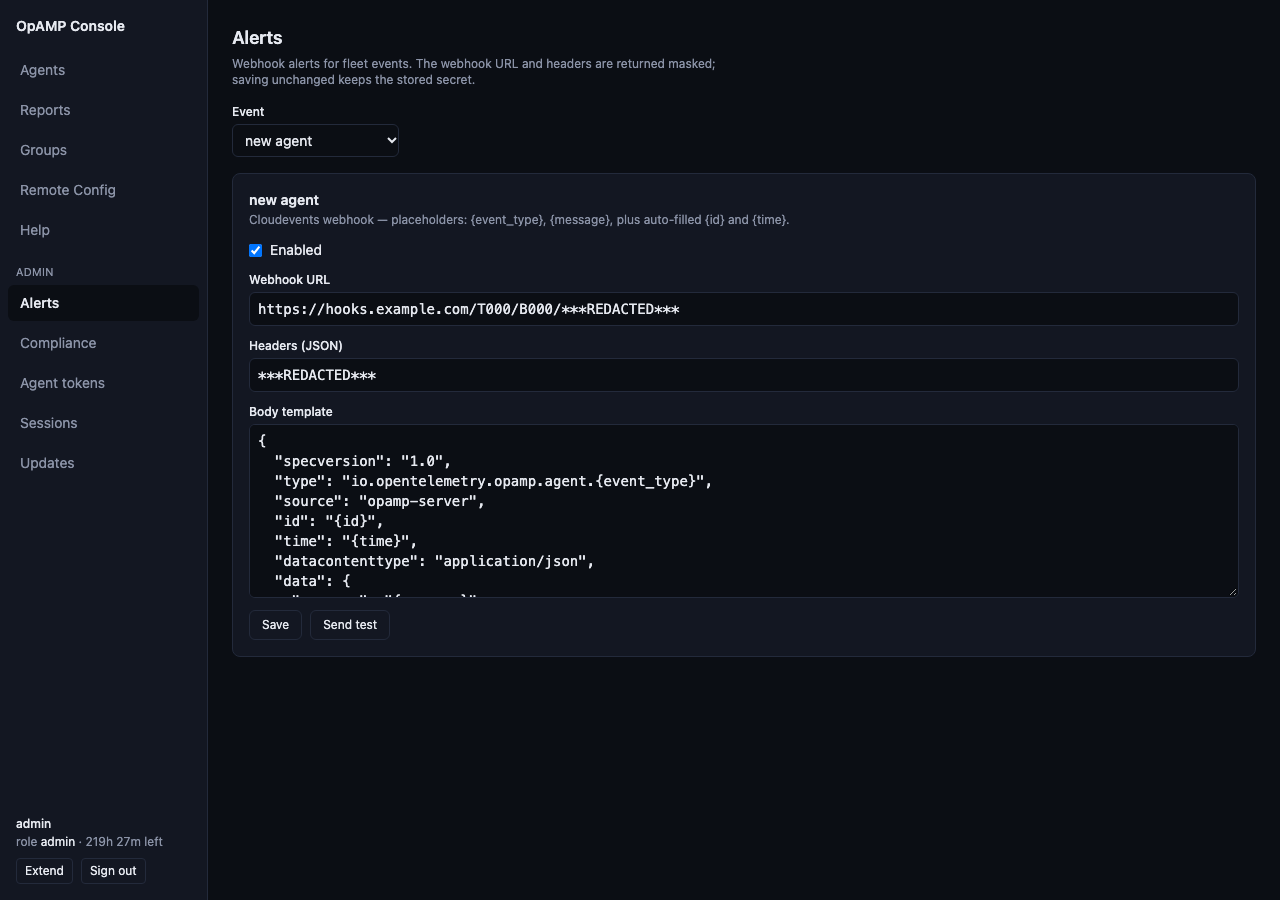 OpAMP Console
Agents
Reports
Groups
Remote Config
Help
ADMIN
Alerts
Compliance
Agent tokens
Sessions
Updates
admin
role admin · 219h 27m left
Extend
Sign out
Alerts
Webhook alerts for fleet events. The webhook URL and headers are returned masked;
saving unchanged keeps the stored secret.
Event
new agent
new agent
Cloudevents webhook — placeholders: {event_type}, {message}, plus auto-filled {id} and {time}.
Enabled
Webhook URL
https://hooks.example.com/T000/B000/***REDACTED***
Headers (JSON)
***REDACTED***
Body template
{
"specversion": "1.0",
"type": "io.opentelemetry.opamp.agent.{event_type}",
"source": "opamp-server",
"id": "{id}",
"time": "{time}",
"datacontenttype": "application/json",
"data": {
Save
Send test